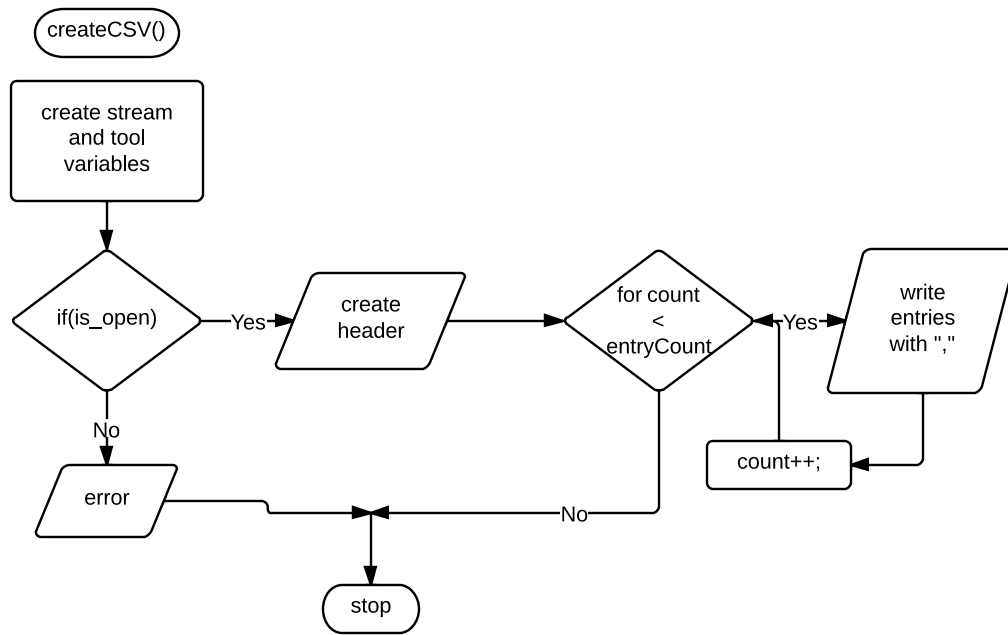 createCSV()
create stream
and tool
variables
if(is_open)
Yes
create
header
for count
<
entryCount
Yes
write
entries
with ","
No
count++;
error
No
stop